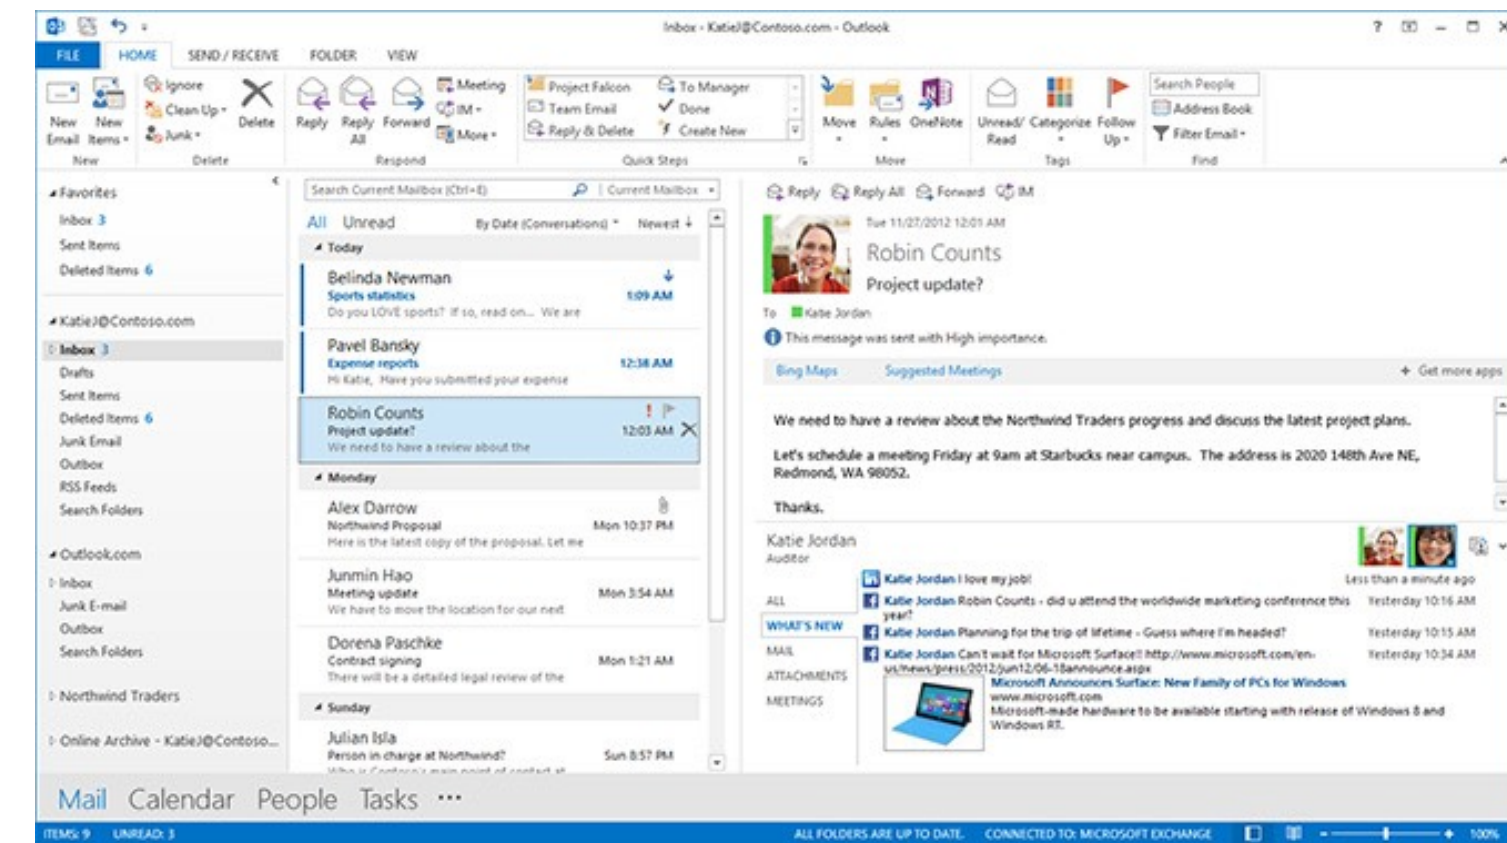 Inbox - KatieJ@Contoso.com - Outlook
?
FILE HOME SEND / RECEIVE FOLDER VIEW
New Email
New Items
Ignore
Clean Up
Junk
Delete
Reply
Reply All
Forward
Meeting
IM
More
Project Falcon
Team Email
Reply & Delete
To Manager
Done
Create New
Move
Rules
OneNote
Unread/ Read
Categorize
Follow Up
Search People
Address Book
Filter Email
New Delete Respond Quick Steps Move Tags Find
Favorites
Inbox 3
Sent Items
Deleted Items 6
KatieJ@Contoso.com
Inbox 3
Drafts
Sent Items
Deleted Items 6
Junk Email
Outbox
RSS Feeds
Search Folders
Outlook.com
Inbox
Junk E-mail
Outbox
Search Folders
Northwind Traders
Online Archive - KatieJ@Contoso...
Search Current Mailbox (Ctrl+E) Current Mailbox
All Unread By Date (Conversations) Newest
Today
Belinda Newman
Sports statistics 1:09 AM
Do you LOVE sports? If so, read on... We are
Pavel Bansky
Expense reports 12:38 AM
Hi Katie, Have you submitted your expense
Robin Counts
Project update? 12:03 AM
We need to have a review about the
Monday
Alex Darrow
Northwind Proposal Mon 10:37 PM
Here is the latest copy of the proposal. Let me
Junmin Hao
Meeting update Mon 3:54 AM
We have to move the location for our next
Dorena Paschke
Contract signing Mon 1:21 AM
There will be a detailed legal review of the
Sunday
Julian Isla
Person in charge at Northwind? Sun 8:57 PM
Who is Contoso's main point of contact at
Reply Reply All Forward IM
Tue 11/27/2012 12:01 AM
Robin Counts
Project update?
To Katie Jordan
This message was sent with High importance.
Bing Maps Suggested Meetings + Get more apps
We need to have a review about the Northwind Traders progress and discuss the latest project plans.
Let's schedule a meeting Friday at 9am at Starbucks near campus. The address is 2020 148th Ave NE,
Redmond, WA 98052.
Thanks.
Katie Jordan
Auditor
ALL
WHAT'S NEW
MAIL
ATTACHMENTS
MEETINGS
Katie Jordan I love my job! Less than a minute ago
Katie Jordan Robin Counts - did u attend the worldwide marketing conference this Yesterday 10:16 AM
year?
Katie Jordan Planning for the trip of lifetime - Guess where I'm headed? Yesterday 10:15 AM
Katie Jordan Can't wait for Microsoft Surface!! http://www.microsoft.com/en- Yesterday 10:34 AM
us/news/press/2012/jun12/06-18announce.aspx
Microsoft Announces Surface: New Family of PCs for Windows
www.microsoft.com
Microsoft-made hardware to be available starting with release of Windows 8 and
Windows RT.
Mail Calendar People Tasks ...
ITEMS: 9 UNREAD: 3 ALL FOLDERS ARE UP TO DATE. CONNECTED TO: MICROSOFT EXCHANGE 100%